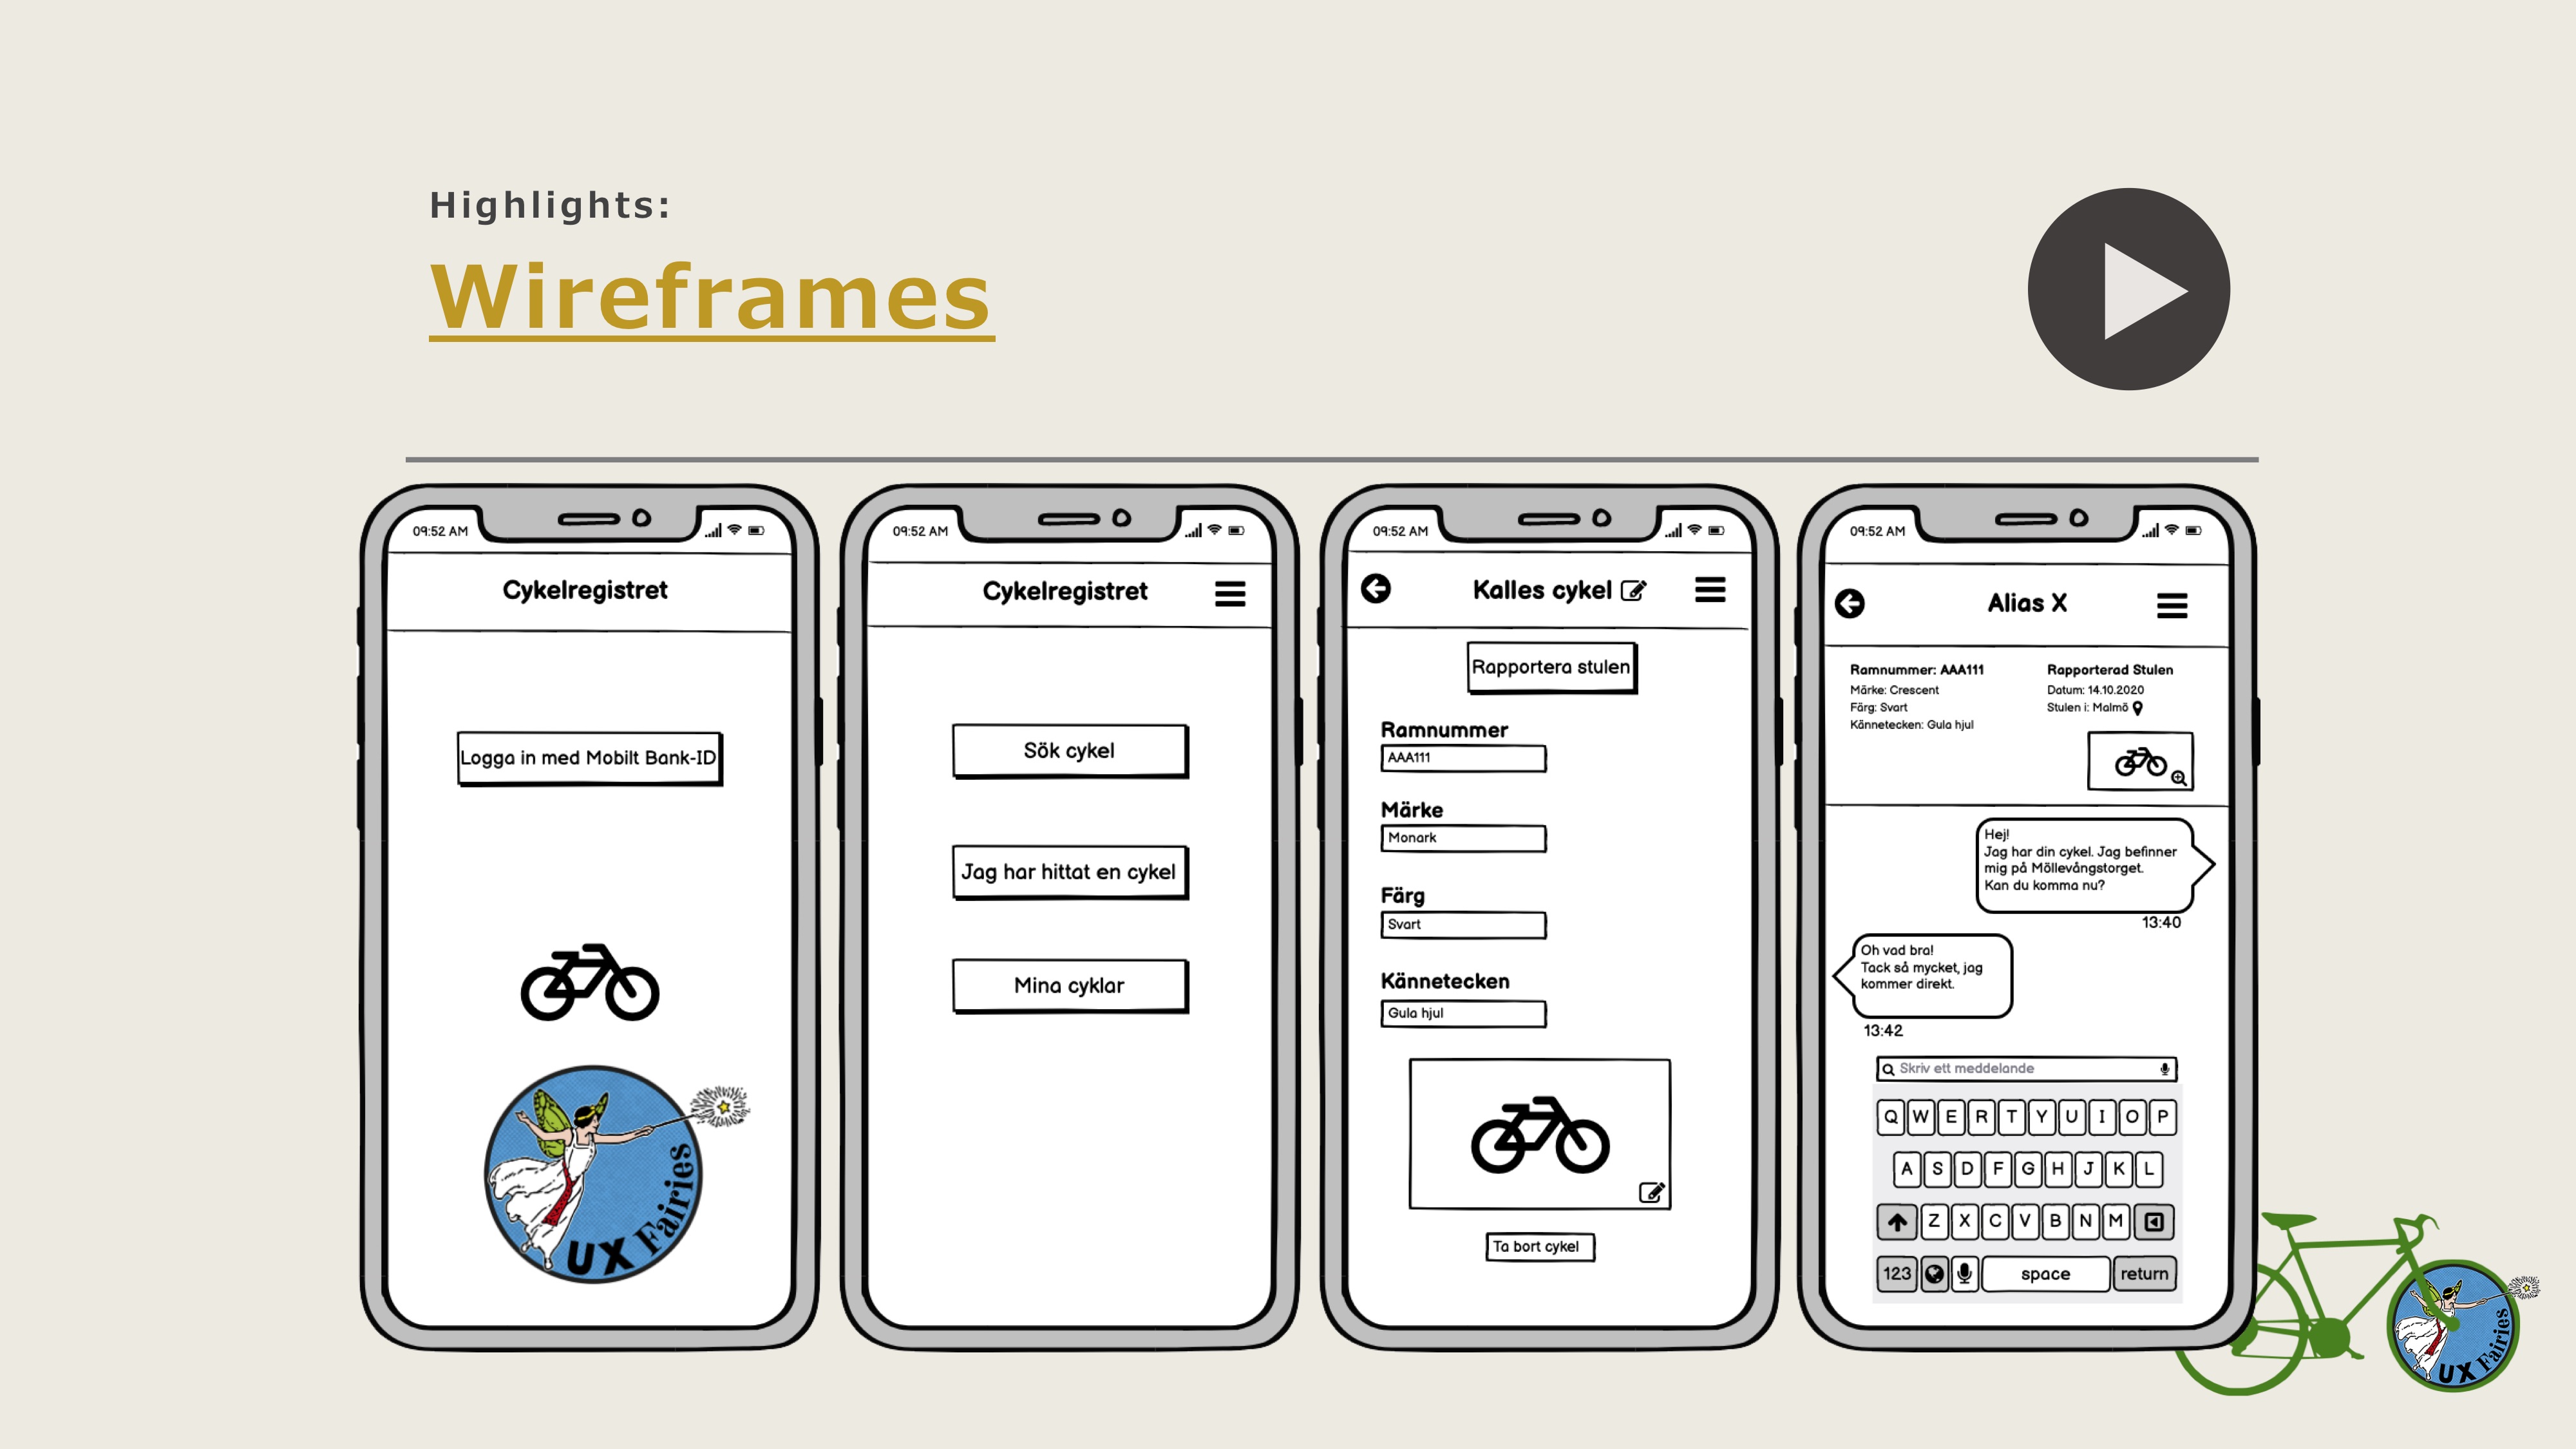 Highlights:
Wireframes
09:52 AM
Cykelregistret
Logga in med Mobilt Bank-ID
UX Fairies
09:52 AM
Cykelregistret
Sök cykel
Jag har hittat en cykel
Mina cyklar
09:52 AM
Kalles cykel
Rapportera stulen
Ramnummer
AAA111
Märke
Monark
Färg
Svart
Kännetecken
Gula hjul
Ta bort cykel
09:52 AM
Alias X
Ramnummer: AAA111
Märke: Crescent
Färg: Svart
Kännetecken: Gula hjul
Rapporterad Stulen
Datum: 14.10.2020
Stulen i: Malmö
Hej!
Jag har din cykel. Jag befinner
mig på Möllevångstorget.
Kan du komma nu?
13:40
Oh vad bra!
Tack så mycket, jag
kommer direkt.
13:42
Skriv ett meddelande
Q W E R T Y U I O P
A S D F G H J K L
Z X C V B N M
123 space return
UX Fairies